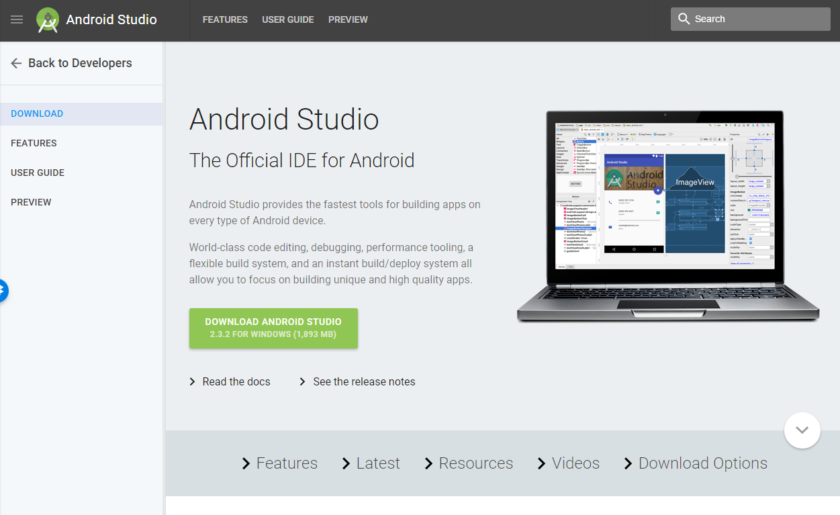 Android Studio
FEATURES
USER GUIDE
PREVIEW
Search
Back to Developers
DOWNLOAD
FEATURES
USER GUIDE
PREVIEW
Android Studio
The Official IDE for Android
Android Studio provides the fastest tools for building apps on
every type of Android device.
World-class code editing, debugging, performance tooling, a
flexible build system, and an instant build/deploy system all
allow you to focus on building unique and high quality apps.
DOWNLOAD ANDROID STUDIO
2.3.2 FOR WINDOWS (1,893 MB)
Read the docs
See the release notes
Android Studio
Android
Studio
ImageView
Features
Latest
Resources
Videos
Download Options